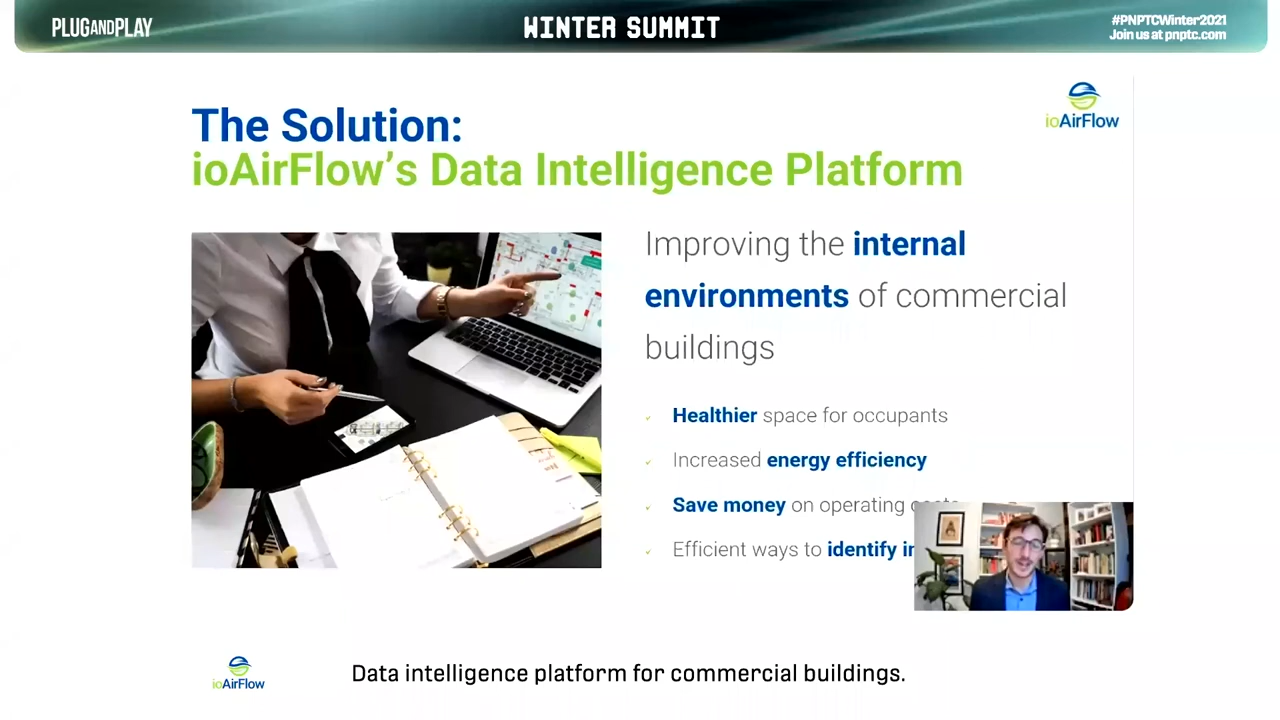 PLUGANDPLAY
WINTER SUMMIT
#PNPTCWinter2021
Join us at pnptc.com
ioAirFlow
The Solution:
ioAirFlow's Data Intelligence Platform
Improving the internal
environments of commercial
buildings
Healthier space for occupants
Increased energy efficiency
Save money on operating
Efficient ways to identify
ioAirFlow
Data intelligence platform for commercial buildings.